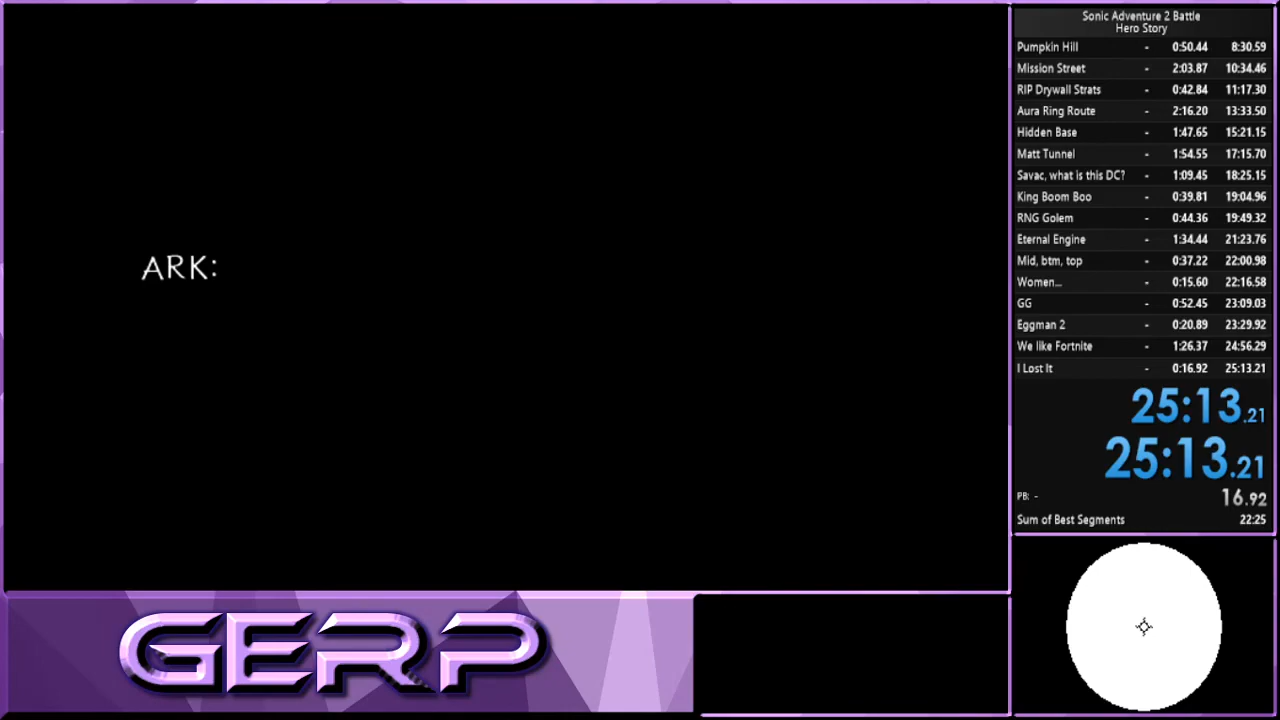 ARK:
Sonic Adventure 2 Battle
Hero Story
Pumpkin Hill - 0:50.44 8:30.59
Mission Street - 2:03.87 10:34.46
RIP Drywall Strats - 0:42.84 11:17.30
Aura Ring Route - 2:16.20 13:33.50
Hidden Base - 1:47.65 15:21.15
Matt Tunnel - 1:54.55 17:15.70
Savac, what is this DC? - 1:09.45 18:25.15
King Boom Boo - 0:39.81 19:04.96
RNG Golem - 0:44.36 19:49.32
Eternal Engine - 1:34.44 21:23.76
Mid, btm, top - 0:37.22 22:00.98
Women... - 0:15.60 22:16.58
GG - 0:52.45 23:09.03
Eggman 2 - 0:20.89 23:29.92
We like Fortnite - 1:26.37 24:56.29
I Lost It - 0:16.92 25:13.21
25:13.21
25:13.21
PB: - 16.92
Sum of Best Segments 22:25
GERP